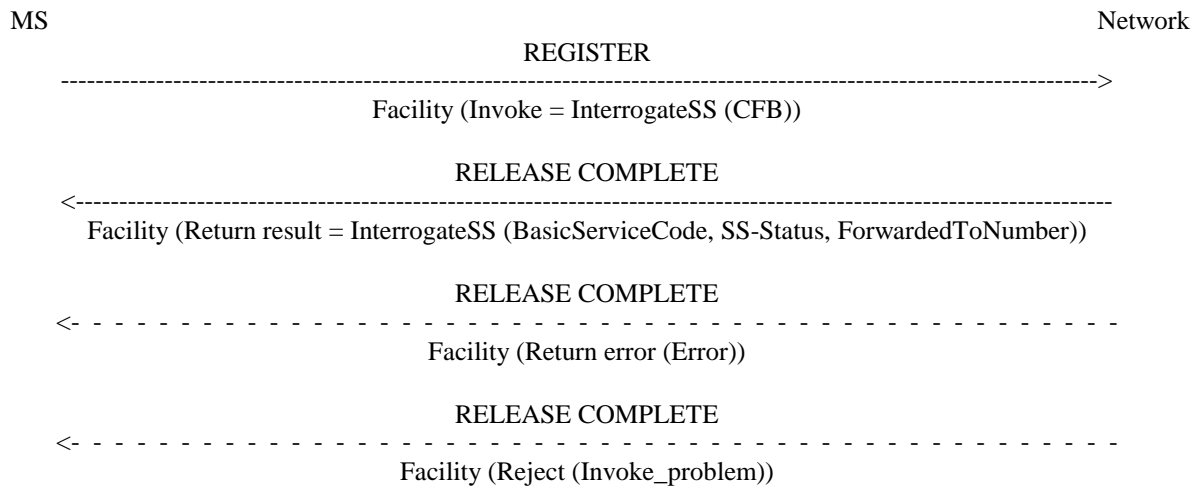 MS Network
REGISTER
Facility (Invoke = InterrogateSS (CFB))
RELEASE COMPLETE
Facility (Return result = InterrogateSS (BasicServiceCode, SS-Status, ForwardedToNumber))
RELEASE COMPLETE
Facility (Return error (Error))
RELEASE COMPLETE
Facility (Reject (Invoke_problem))